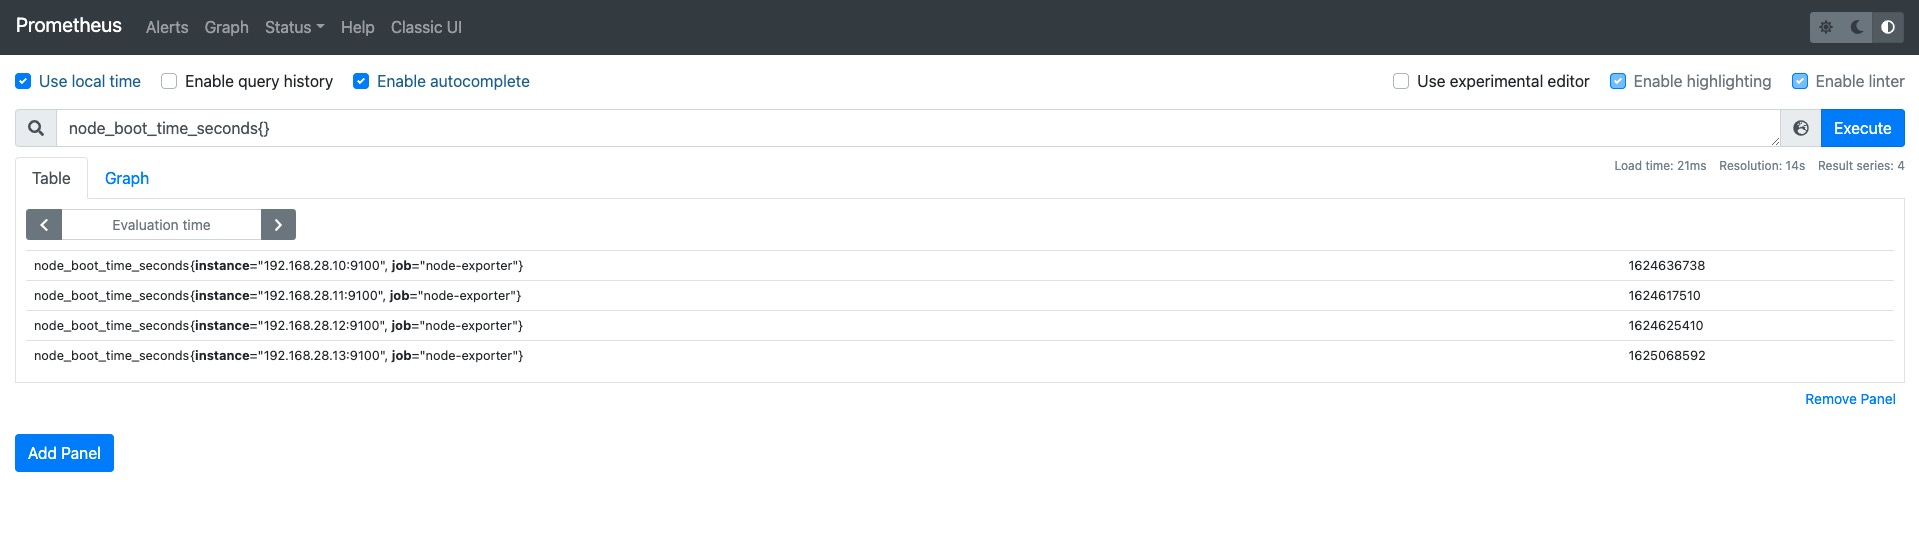 Prometheus Alerts Graph Status Help Classic UI
Use local time Enable query history Enable autocomplete Use experimental editor Enable highlighting Enable linter
node_boot_time_seconds{} Execute
Table Graph Load time: 21ms Resolution: 14s Result series: 4
Evaluation time
node_boot_time_seconds{instance="192.168.28.10:9100", job="node-exporter"} 1624636738
node_boot_time_seconds{instance="192.168.28.11:9100", job="node-exporter"} 1624617510
node_boot_time_seconds{instance="192.168.28.12:9100", job="node-exporter"} 1624625410
node_boot_time_seconds{instance="192.168.28.13:9100", job="node-exporter"} 1625068592
Remove Panel
Add Panel